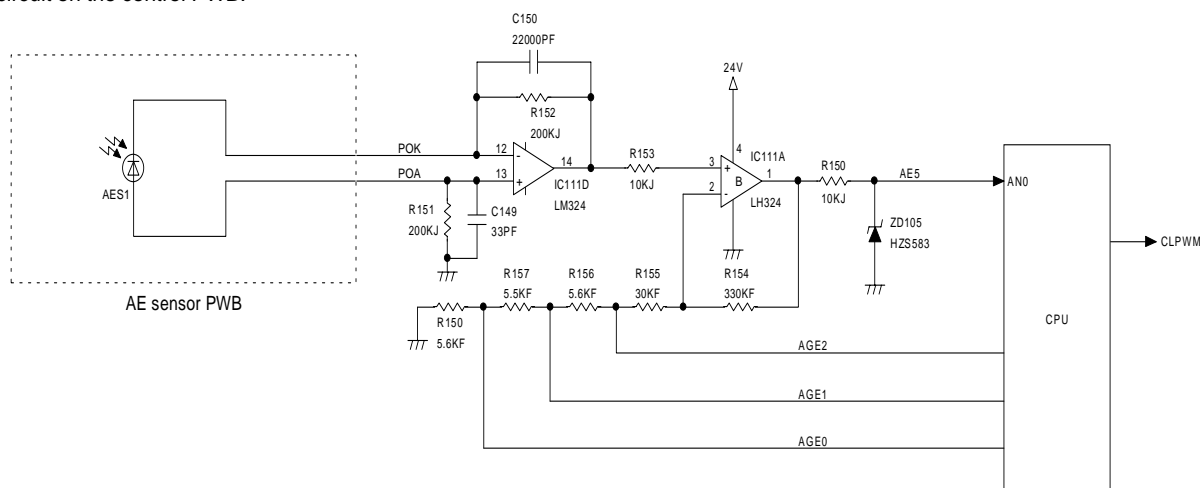 circuit on the control PWB.
C150
22000PF
24V
R152
200KJ
POK
12
-
14
R153
10KJ
3
+
4
IC111A
1
R150
10KJ
AE5
AN0
POA
13
+
IC111D
LM324
2
-
B
LH324
AES1
R151
200KJ
C149
33PF
ZD105
HZS583
CLPWM
AE sensor PWB
R157
5.5KF
R156
5.6KF
R155
30KF
R154
330KF
R150
5.6KF
CPU
AGE2
AGE1
AGE0